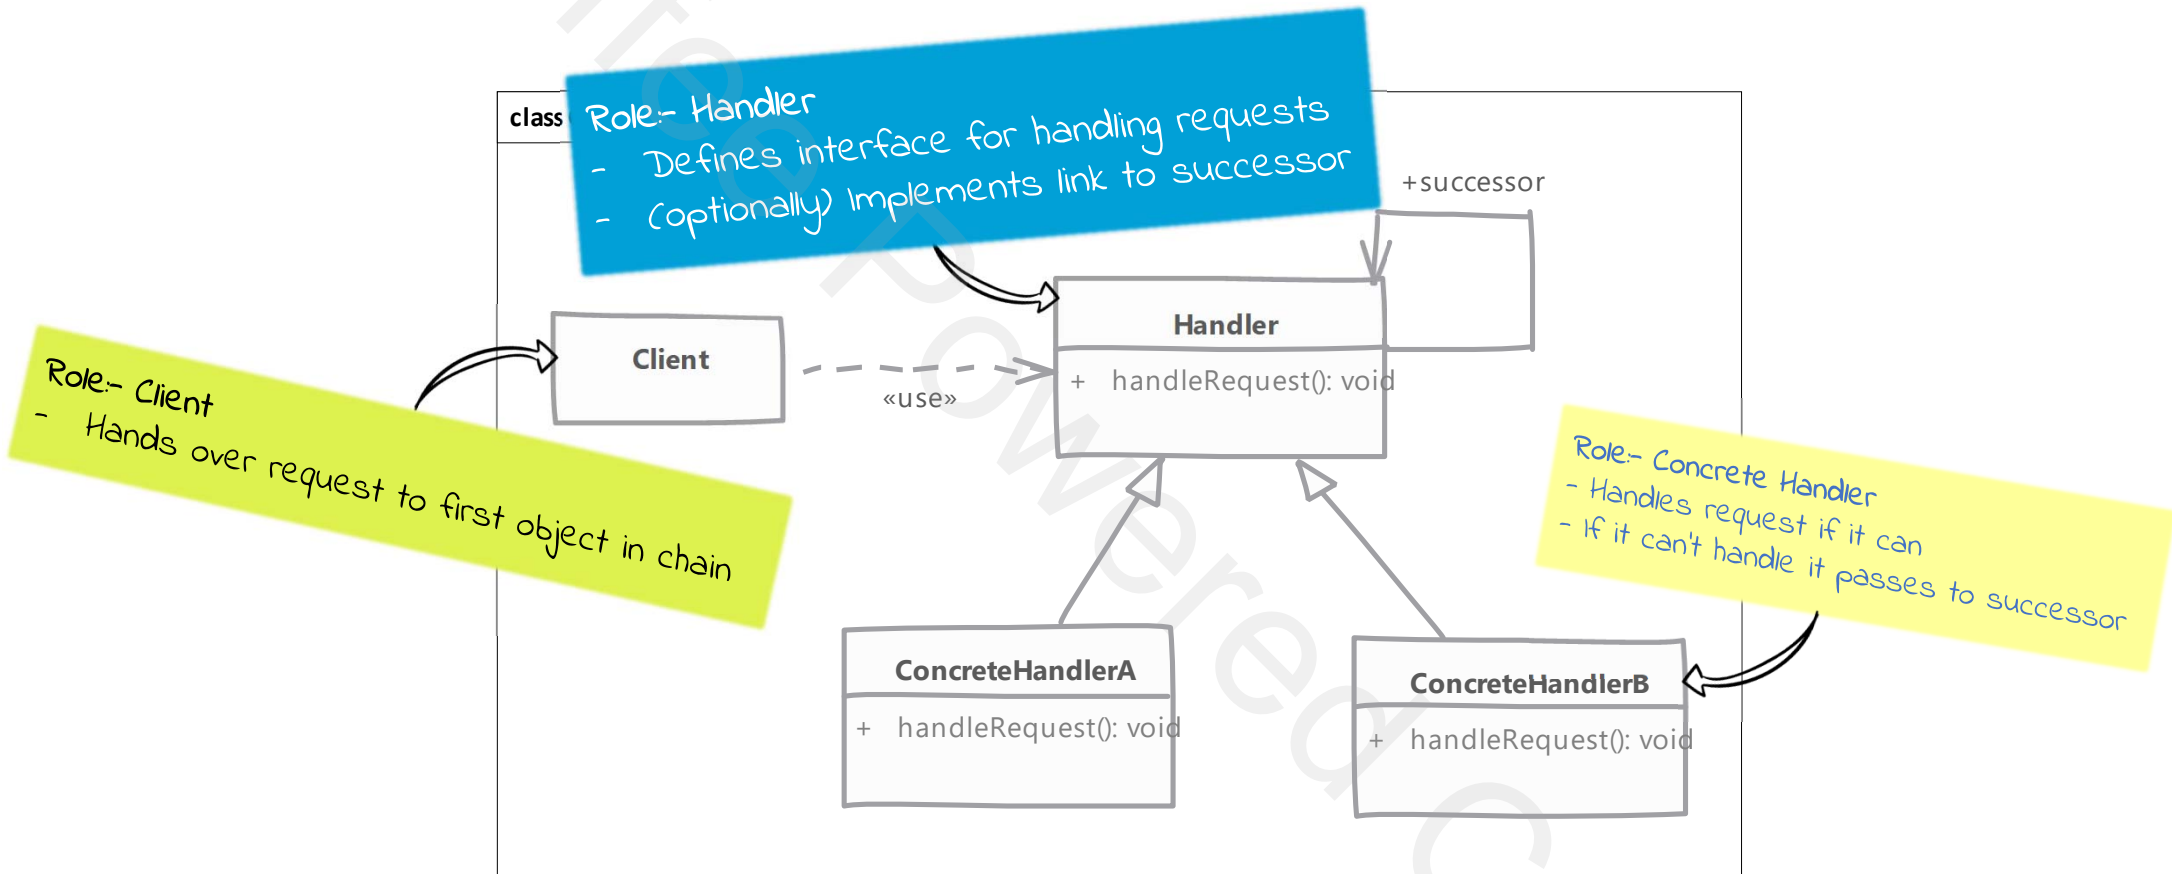 class
Role:- Handler
- Defines interface for handling requests
- (optionally) Implements link to successor
+successor
Handler
+ handleRequest(): void
Client
«use»
Role:- Client
- Hands over request to first object in chain
Role:- Concrete Handler
- Handles request if it can
- If it can't handle it passes to successor
ConcreteHandlerA
+ handleRequest(): void
ConcreteHandlerB
+ handleRequest(): void
Powered